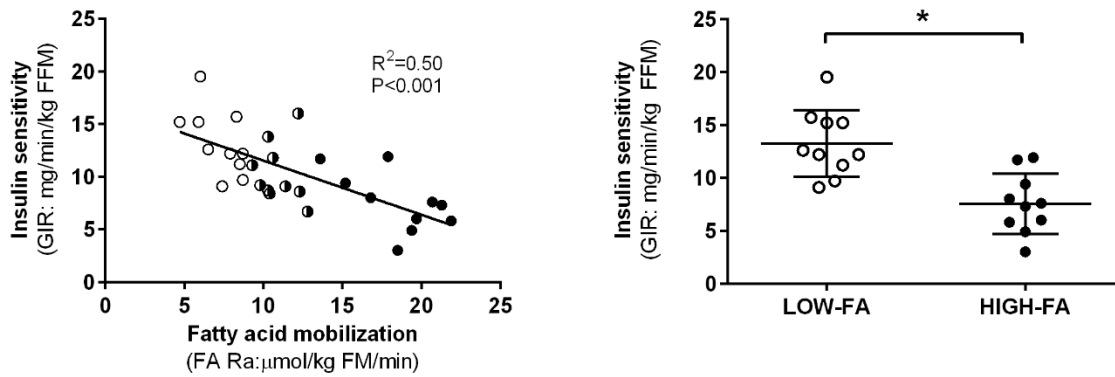 Insulin sensitivity
(GIR: mg/min/kg FFM)
25
20
15
10
5
0
R²=0.50
P<0.001
0 5 10 15 20 25
Fatty acid mobilization
(FA Ra:μmol/kg FM/min)
Insulin sensitivity
(GIR: mg/min/kg FFM)
25
20
15
10
5
0
*
LOW-FA HIGH-FA